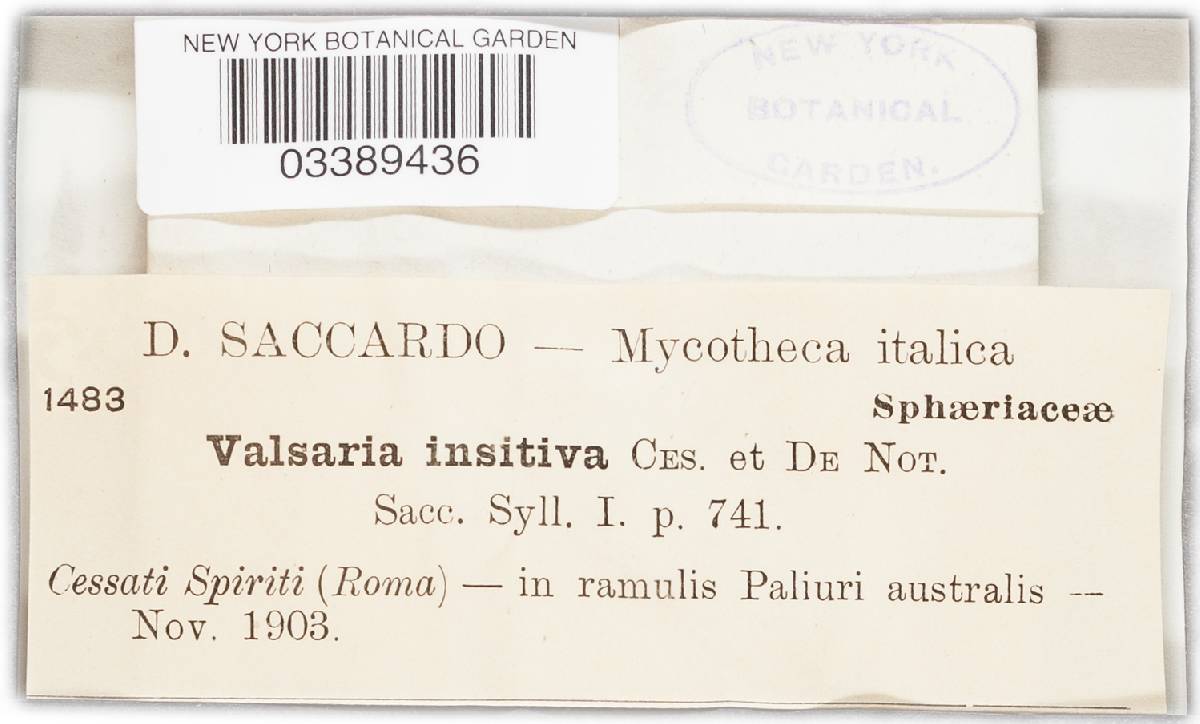 NEW YORK BOTANICAL GARDEN
03389436
NEW YORK
BOTANICAL
GARDEN.
D. SACCARDO — Mycotheca italica
1483
Sphæriaceæ
Valsaria insitiva Ces. et De Not.
Sacc. Syll. I. p. 741.
Cessati Spiriti (Roma) — in ramulis Paliuri australis —
Nov. 1903.